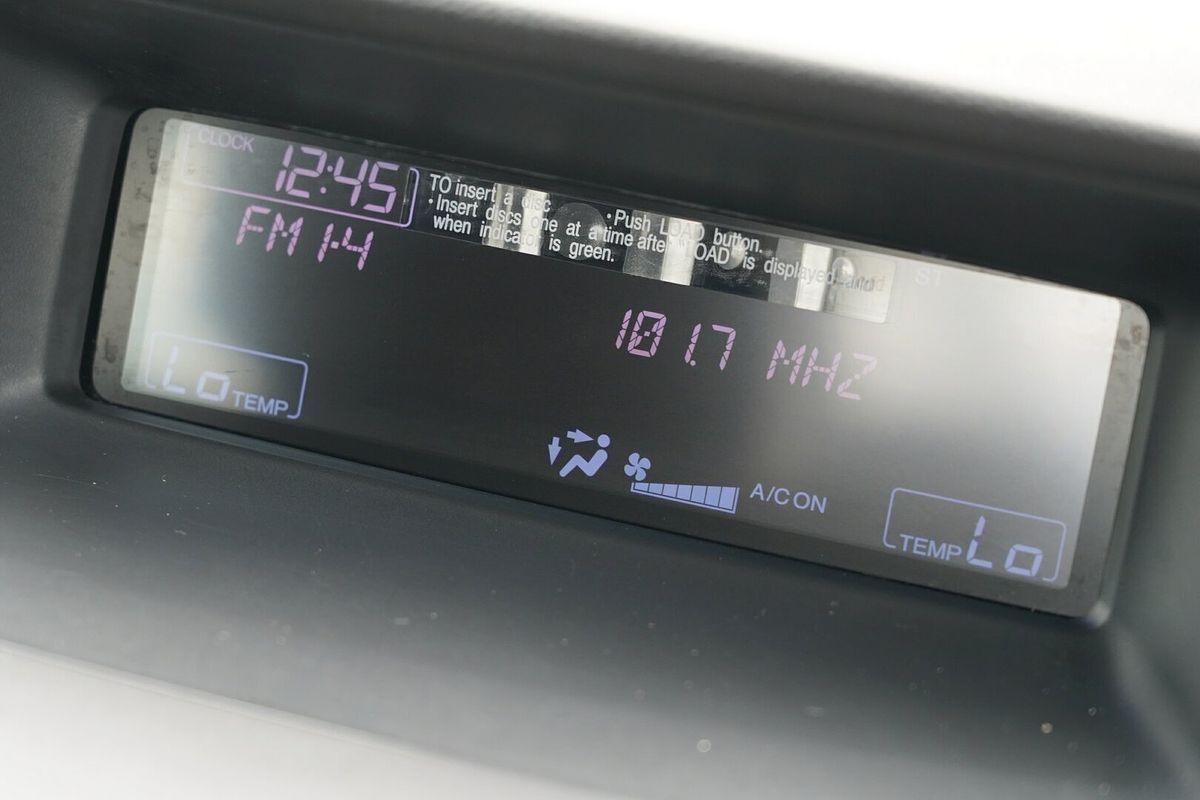 CLOCK
12:45
FM 1-4
TO insert a disc
•Insert discs one at a time after "LOAD" is displayed and
when indicator is green.
•Push LOAD button.
ST
101.7 MHZ
Lo TEMP
A/C ON
TEMP Lo